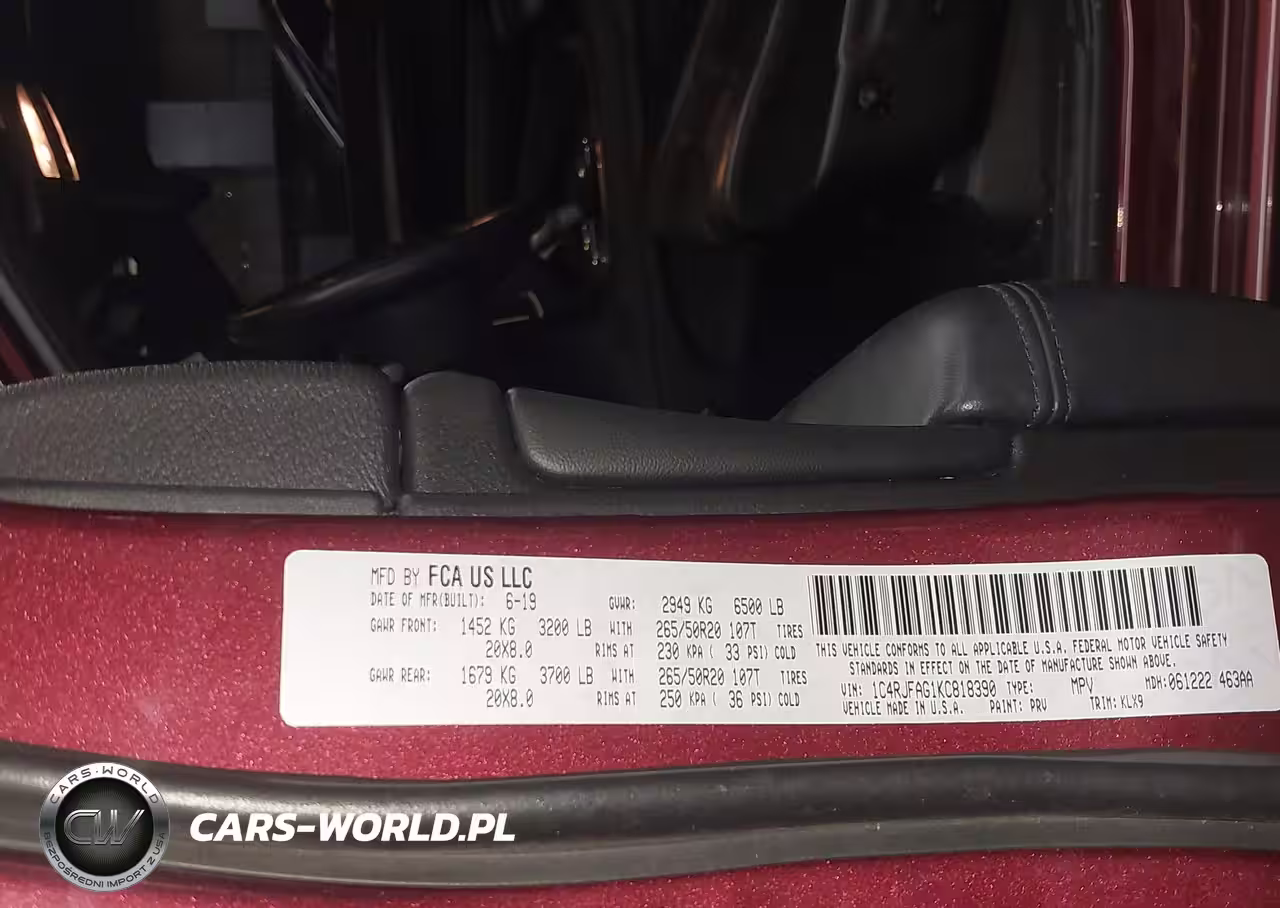 MFD BY FCA US LLC
DATE OF MFR(BUILT): 6-19 GVWR: 2949 KG 6500 LB
GAWR FRONT: 1452 KG 3200 LB WITH 265/50R20 107T TIRES
20X8.0 RIMS AT 230 KPA ( 33 PSI) COLD
GAWR REAR: 1679 KG 3700 LB WITH 265/50R20 107T TIRES
20X8.0 RIMS AT 250 KPA ( 36 PSI) COLD
THIS VEHICLE CONFORMS TO ALL APPLICABLE U.S.A. FEDERAL MOTOR VEHICLE SAFETY
STANDARDS IN EFFECT ON THE DATE OF MANUFACTURE SHOWN ABOVE.
VIN: 1C4RJFAG1KC818390 TYPE: MPV MDH:061222 463AA
VEHICLE MADE IN U.S.A. PAINT: PRV TRIM: KLX9
CARS-WORLD
CW
BEZPOŚREDNI IMPORT Z USA
CARS-WORLD.PL